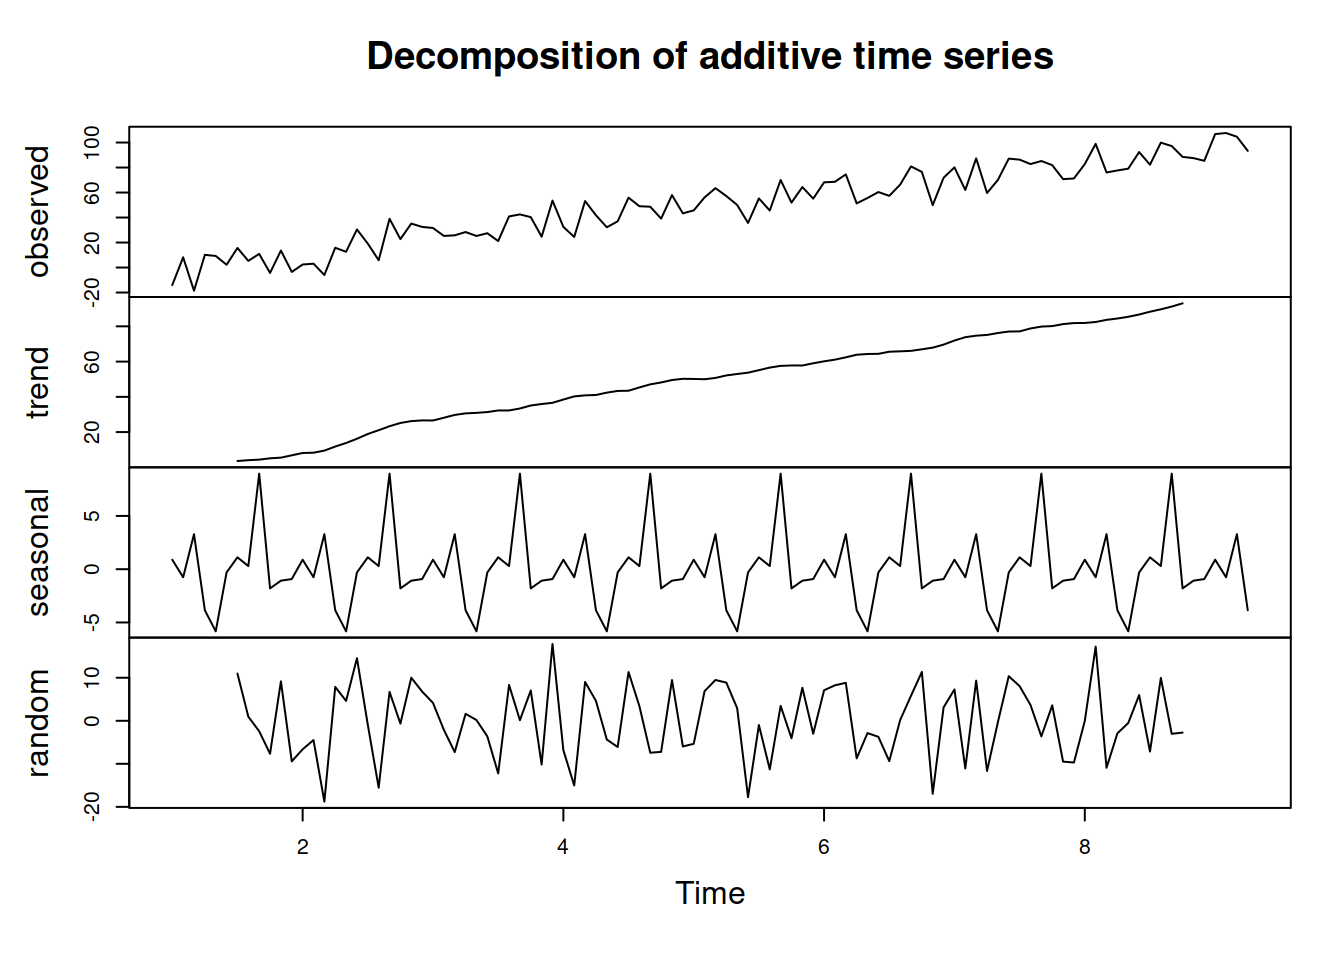 Decomposition of additive time series
observed
-20 20 60 100
trend
20 60
seasonal
-5 0 5
random
-20 0 10
2 4 6 8
Time